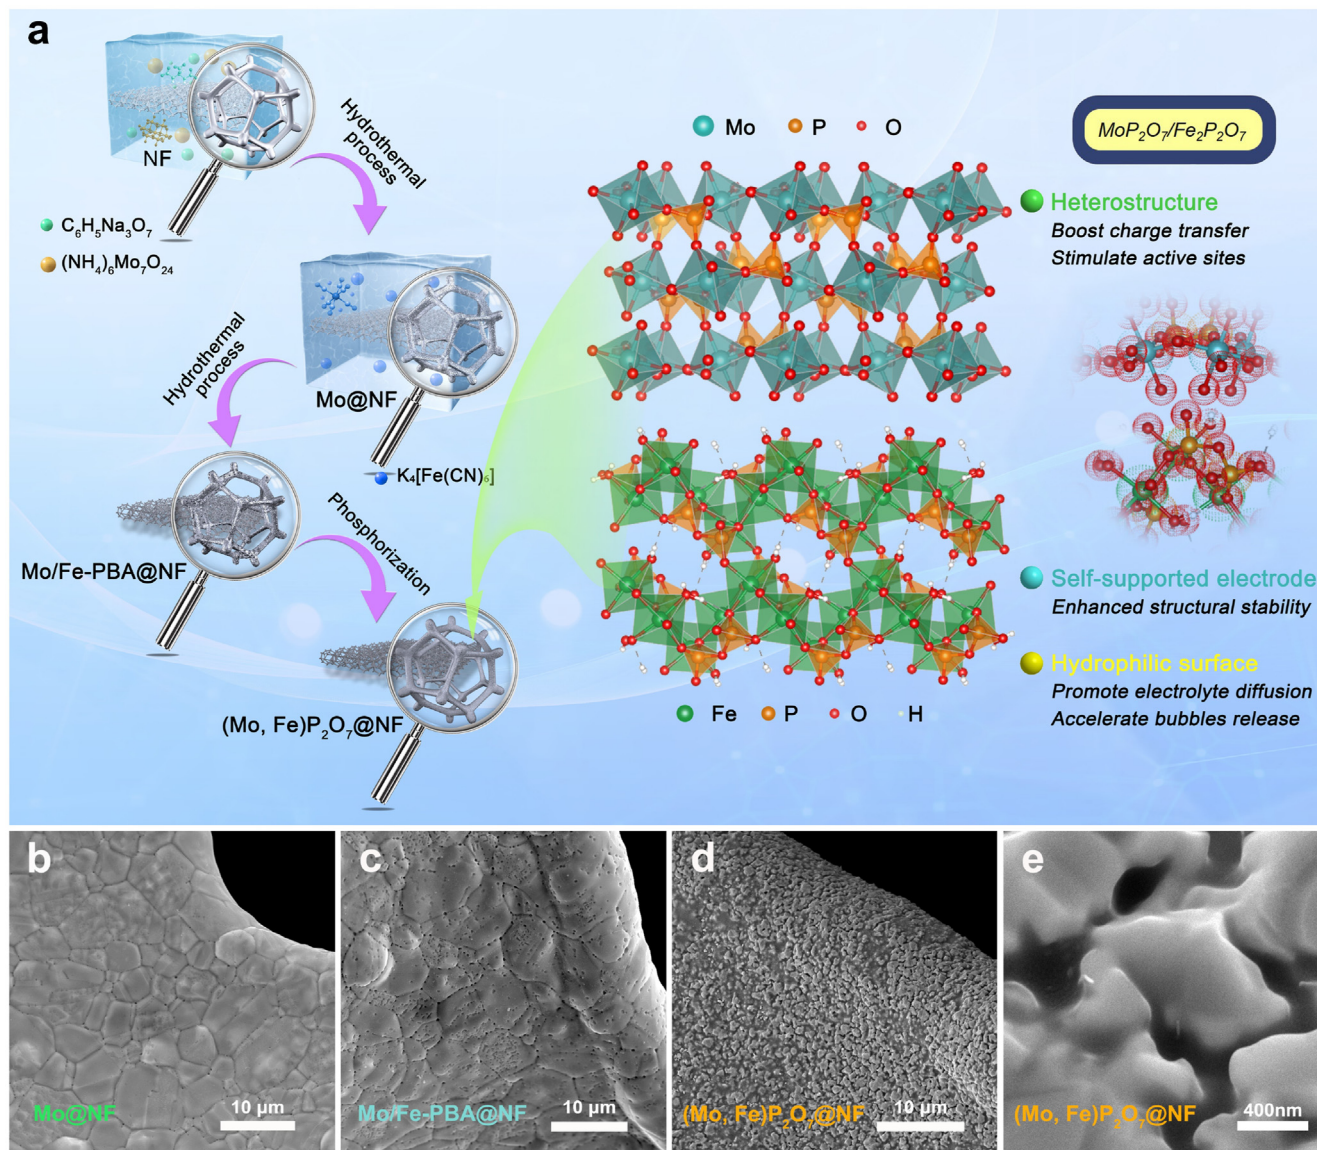 a
NF
Hydrothermal
process
C₆H₅Na₃O₇
(NH₄)₆Mo₇O₂₄
Mo@NF
Hydrothermal
process
K₄[Fe(CN)₆]
Mo/Fe-PBA@NF
Phosphorization
(Mo, Fe)P₂O₇@NF
Mo P O
Fe P O H
MoP₂O₇/Fe₂P₂O₇
Heterostructure
Boost charge transfer
Stimulate active sites
Self-supported electrode
Enhanced structural stability
Hydrophilic surface
Promote electrolyte diffusion
Accelerate bubbles release
b
Mo@NF
10 μm
c
Mo/Fe-PBA@NF
10 μm
d
(Mo, Fe)P₂O₇@NF
10 μm
e
(Mo, Fe)P₂O₇@NF
400nm